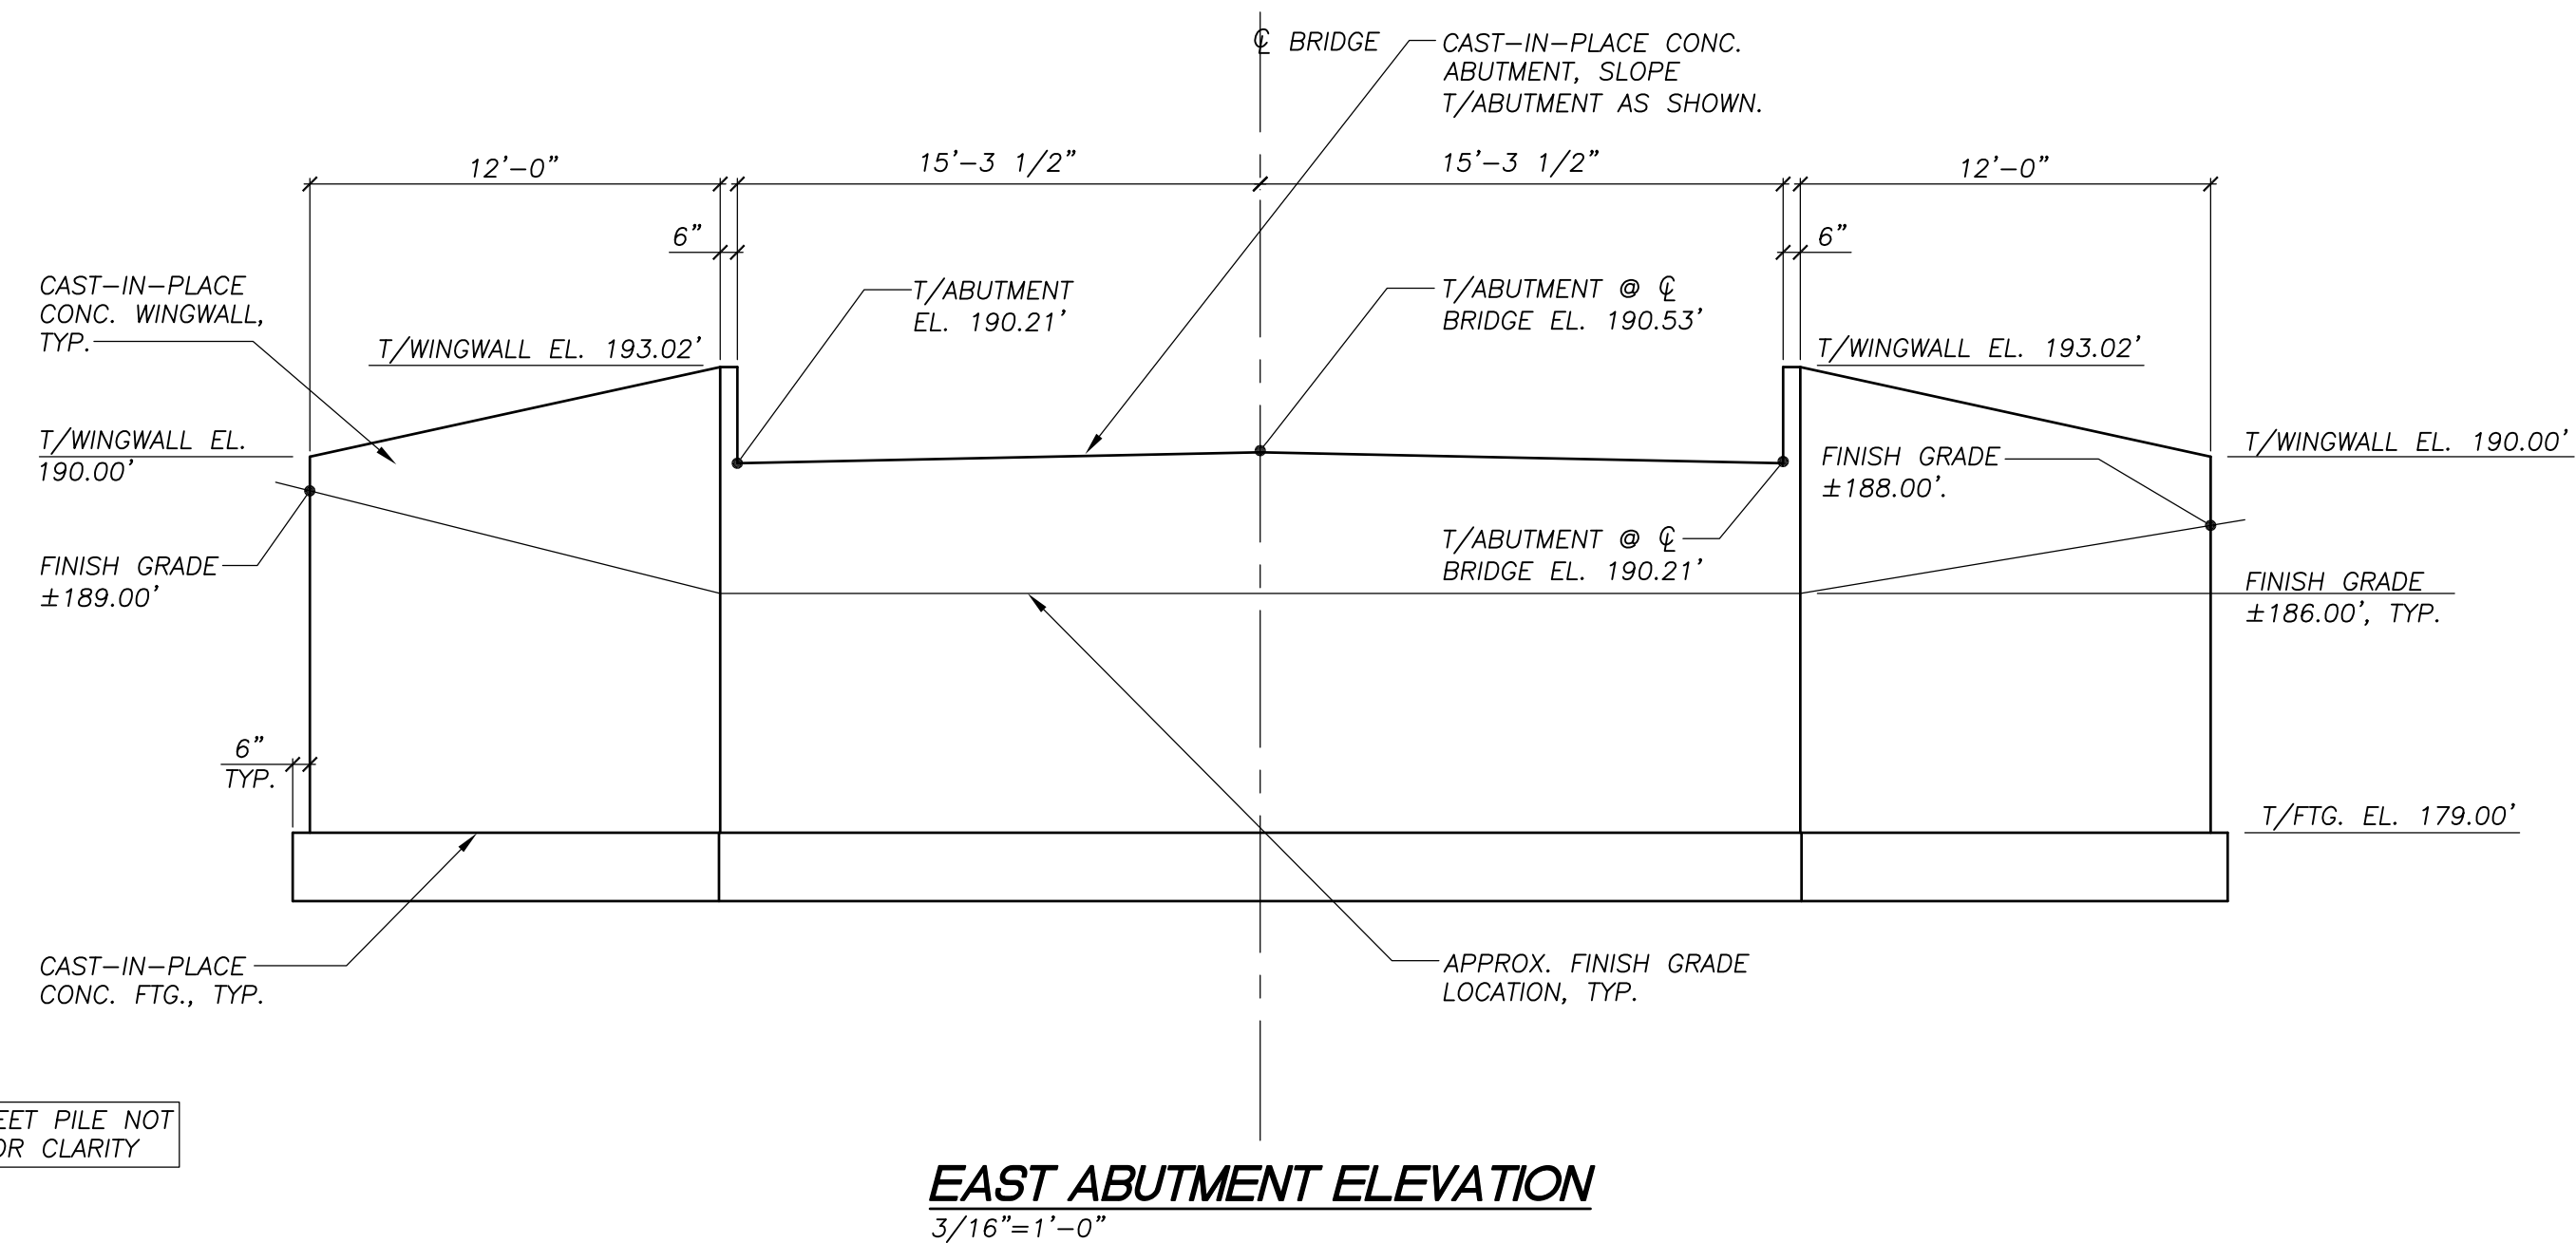 ℄ BRIDGE
CAST-IN-PLACE CONC.
ABUTMENT, SLOPE
T/ABUTMENT AS SHOWN.
12'-0"
15'-3 1/2"
15'-3 1/2"
12'-0"
6"
6"
CAST-IN-PLACE
CONC. WINGWALL,
TYP.
T/ABUTMENT
EL. 190.21'
T/ABUTMENT @ ℄
BRIDGE EL. 190.53'
T/WINGWALL EL. 193.02'
T/WINGWALL EL. 193.02'
T/WINGWALL EL.
190.00'
T/WINGWALL EL. 190.00'
FINISH GRADE
±188.00'.
FINISH GRADE
±189.00'
T/ABUTMENT @ ℄
BRIDGE EL. 190.21'
FINISH GRADE
±186.00', TYP.
6"
TYP.
T/FTG. EL. 179.00'
CAST-IN-PLACE
CONC. FTG., TYP.
APPROX. FINISH GRADE
LOCATION, TYP.
PILE NOT
CLARITY
EAST ABUTMENT ELEVATION
3/16"=1'-0"